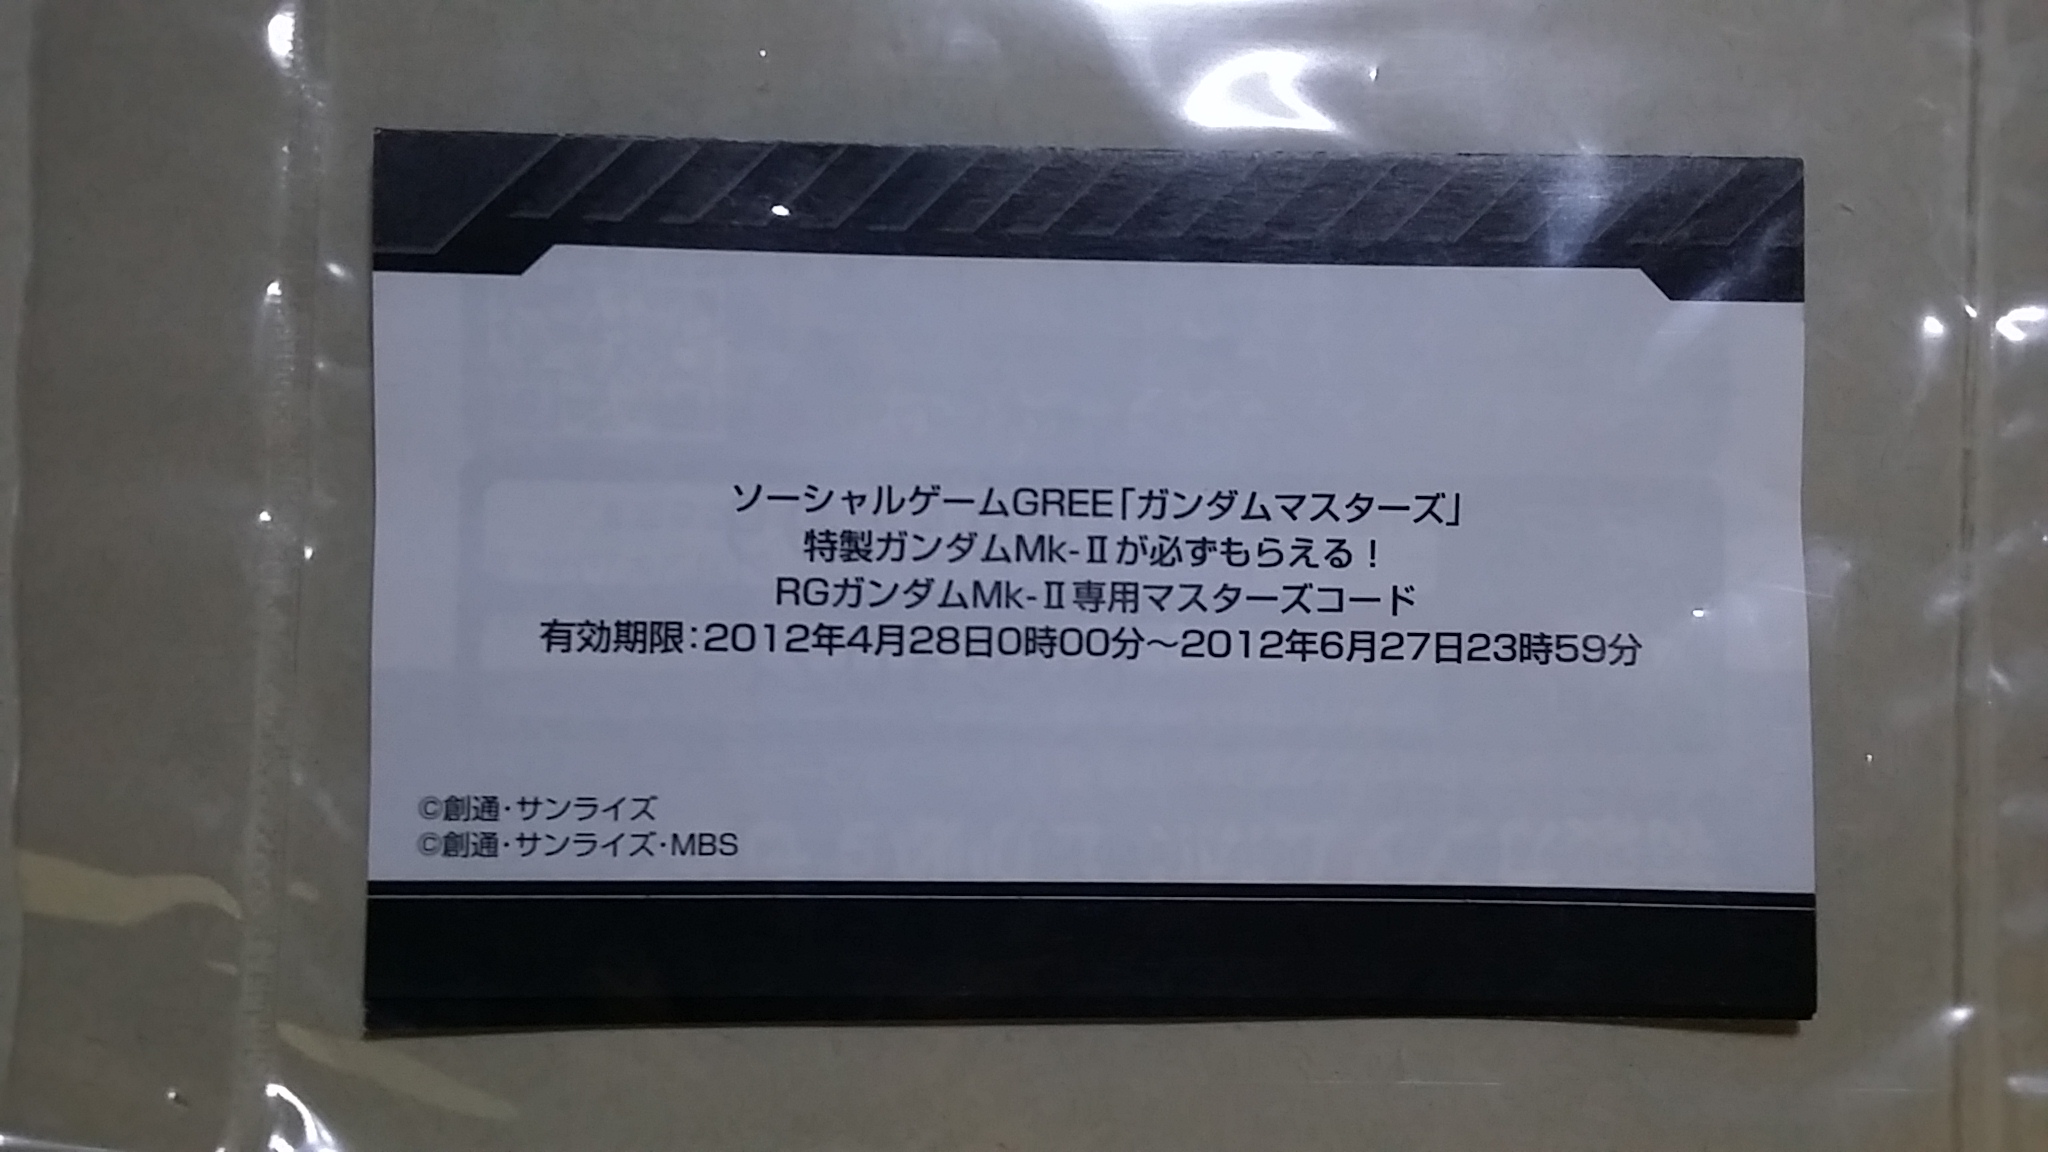 ソーシャルゲームGREE「ガンダムマスターズ」
特製ガンダムMk-Ⅱが必ずもらえる！
RGガンダムMk-Ⅱ専用マスターズコード
有効期限：2012年4月28日0時00分～2012年6月27日23時59分
©創通・サンライズ
©創通・サンライズ・MBS